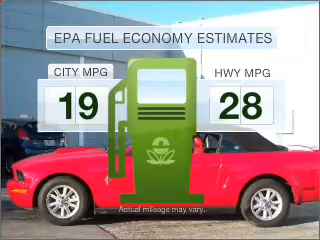 EPA FUEL ECONOMY ESTIMATES
CITY MPG
HWY MPG
19
28
Actual mileage may vary.